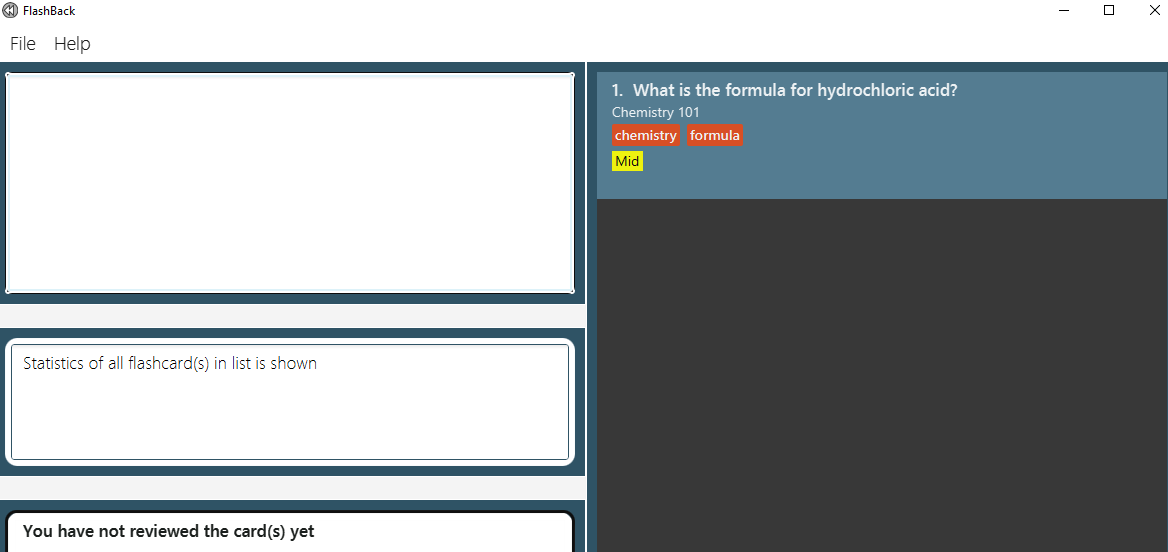 FlashBack
File Help
Statistics of all flashcard(s) in list is shown
You have not reviewed the card(s) yet
1. What is the formula for hydrochloric acid?
Chemistry 101
chemistry formula
Mid